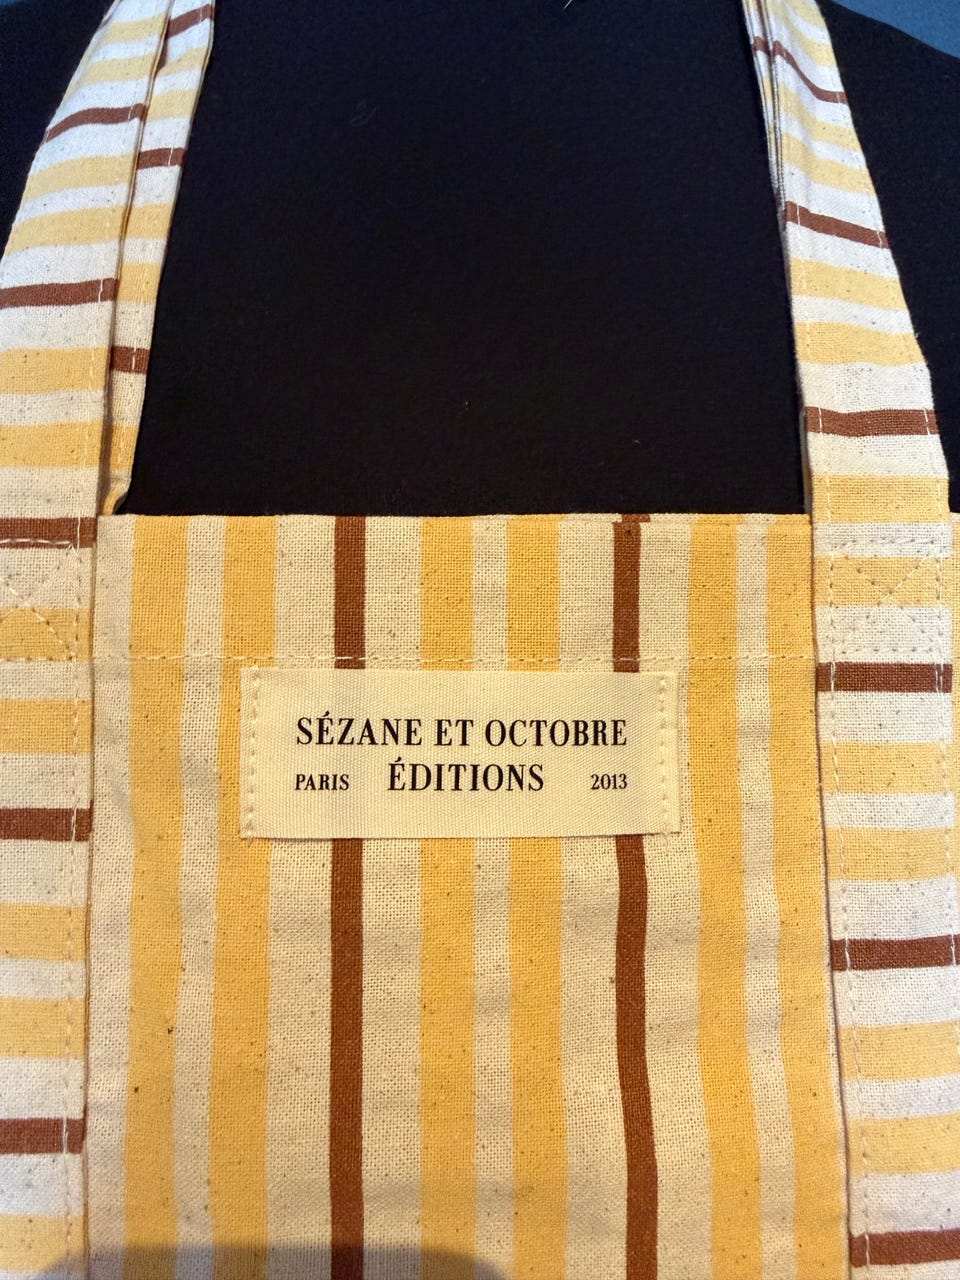 SÉZANE ET OCTOBRE
PARIS ÉDITIONS 2013